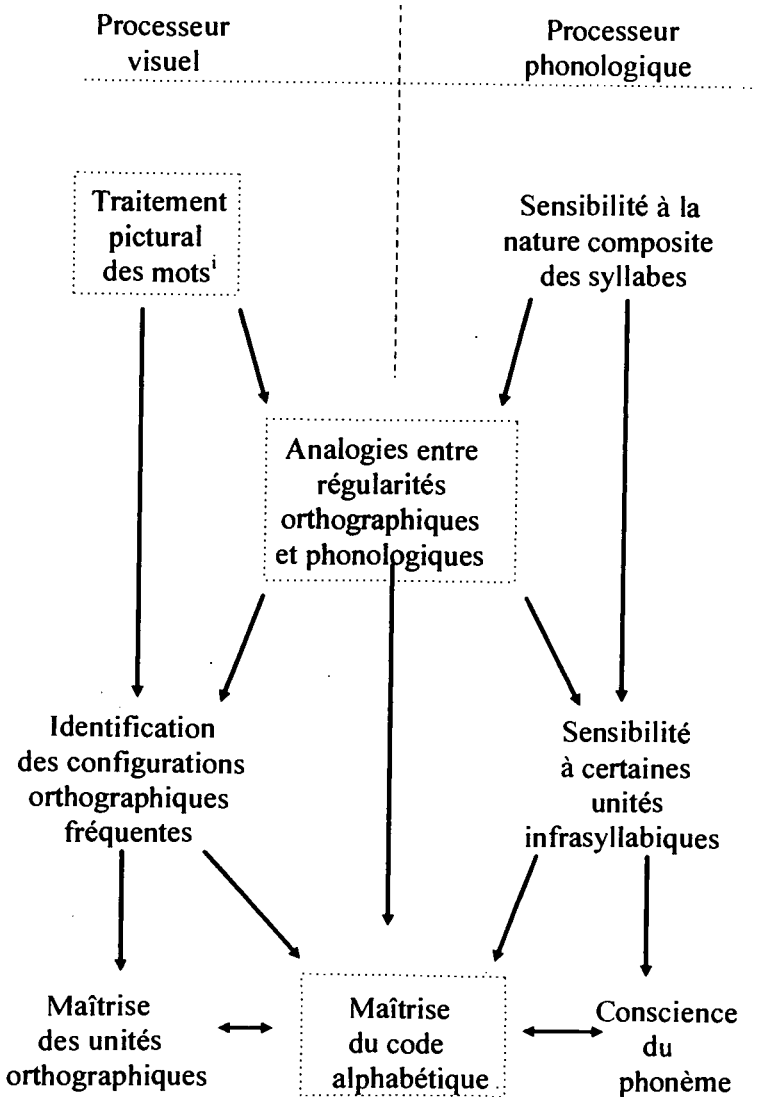 Processeur
visuel
Processeur
phonologique
Traitement
pictural
des motsⁱ
Sensibilité à la
nature composite
des syllabes
Analogies entre
régularités
orthographiques
et phonologiques
Identification
des configurations
orthographiques
fréquentes
Sensibilité
à certaines
unités
infrasyllabiques
Maîtrise
des unités
orthographiques
Maîtrise
du code
alphabétique
Conscience
du
phonème